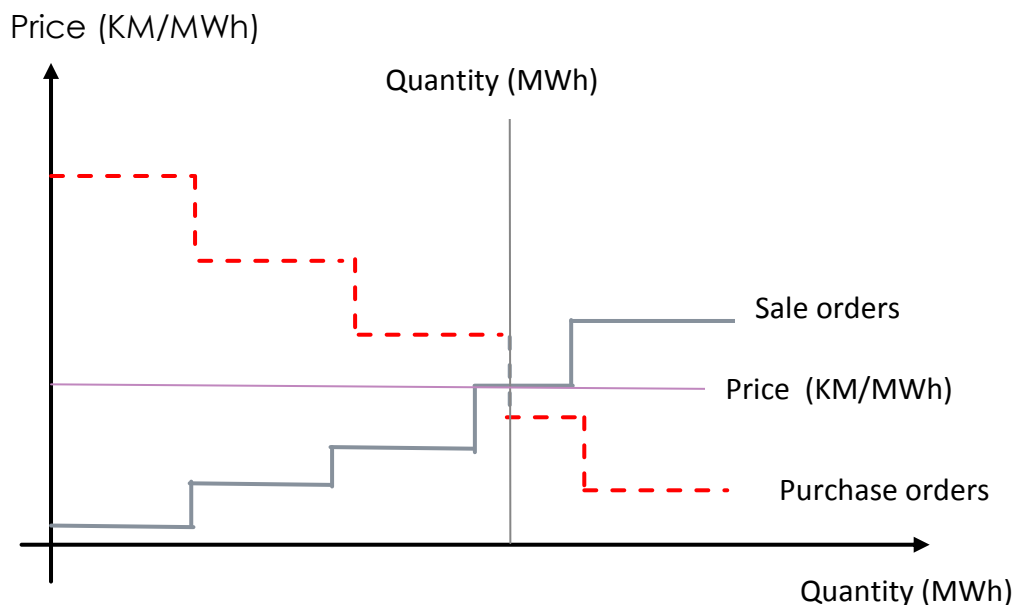 Price (KM/MWh)
Quantity (MWh)
Sale orders
Price (KM/MWh)
Purchase orders
Quantity (MWh)